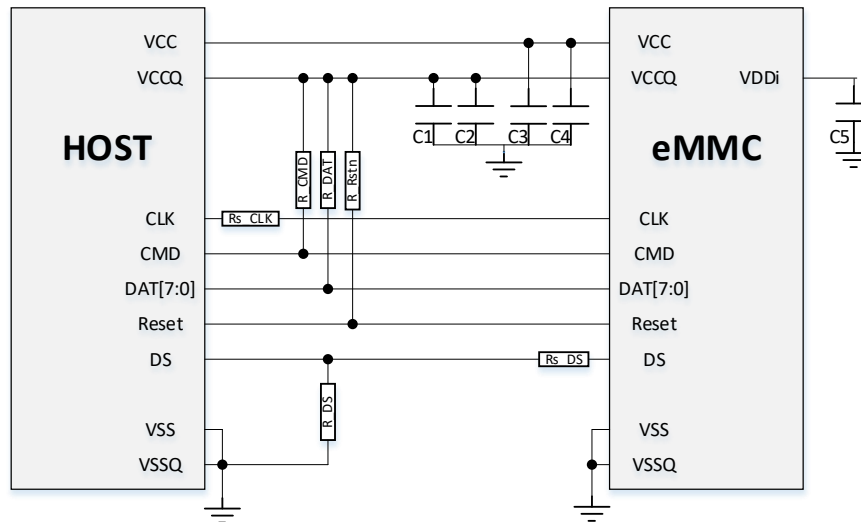 VCC
VCCQ
HOST
CLK
CMD
DAT[7:0]
Reset
DS
VSS
VSSQ
R_CMD
R_DAT
R_Rstn
Rs_CLK
R_DS
Rs_DS
C1
C2
C3
C4
VCC
VCCQ
VDDi
eMMC
CLK
CMD
DAT[7:0]
Reset
DS
VSS
VSSQ
C5